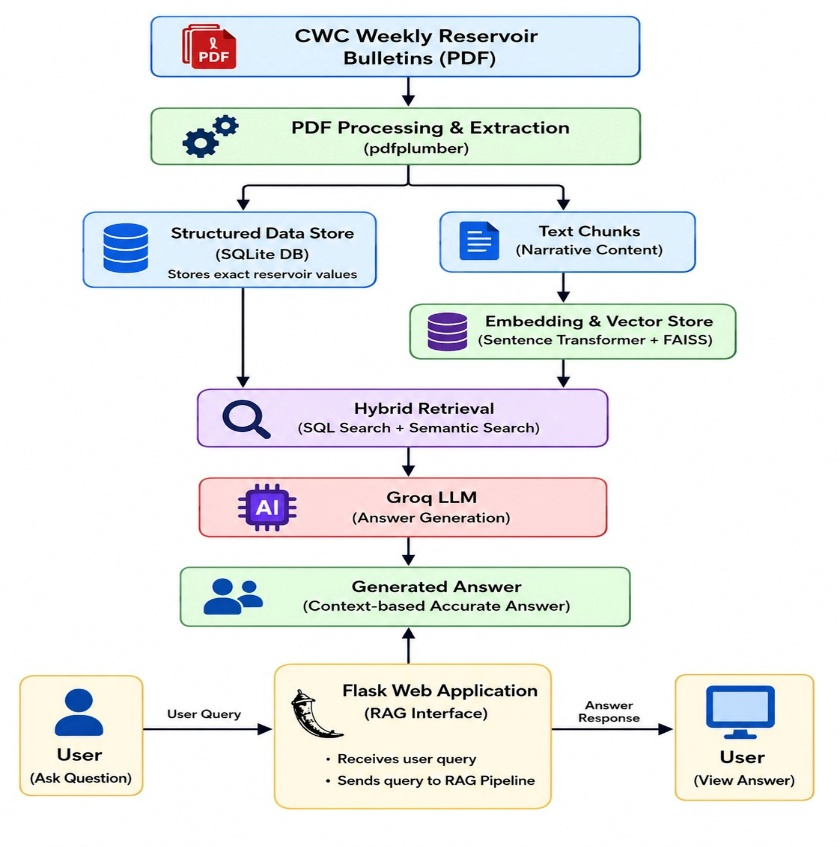 PDF
CWC Weekly Reservoir
Bulletins (PDF)
PDF Processing & Extraction
(pdfplumber)
Structured Data Store
(SQLite DB)
Stores exact reservoir values
Text Chunks
(Narrative Content)
Embedding & Vector Store
(Sentence Transformer + FAISS)
Hybrid Retrieval
(SQL Search + Semantic Search)
AI
Groq LLM
(Answer Generation)
Generated Answer
(Context-based Accurate Answer)
User
(Ask Question)
User Query
Flask Web Application
(RAG Interface)
• Receives user query
• Sends query to RAG Pipeline
Answer
Response
User
(View Answer)